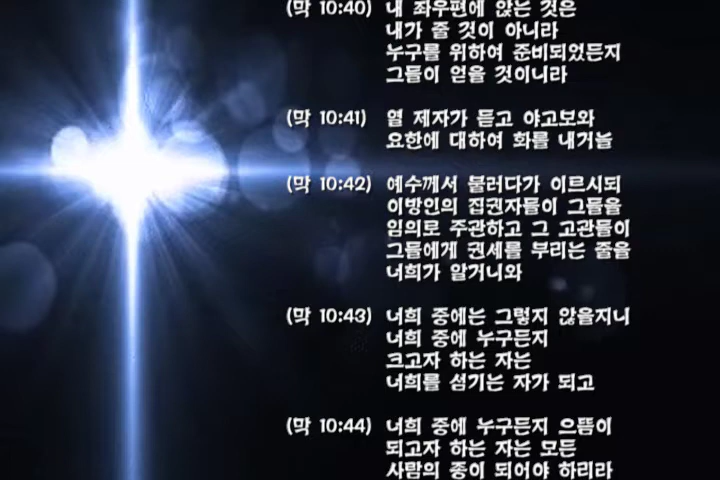 (막 10:40) 내 좌우편에 앉는 것은
내가 줄 것이 아니라
누구를 위하여 준비되었든지
그들이 얻을 것이니라
(막 10:41) 열 제자가 듣고 야고보와
요한에 대하여 화를 내거늘
(막 10:42) 예수께서 불러다가 이르시되
이방인의 집권자들이 그들을
임의로 주관하고 그 고관들이
그들에게 권세를 부리는 줄을
너희가 알거니와
(막 10:43) 너희 중에는 그렇지 않을지니
너희 중에 누구든지
크고자 하는 자는
너희를 섬기는 자가 되고
(막 10:44) 너희 중에 누구든지 으뜸이
되고자 하는 자는 모든
사람의 종이 되어야 하리라